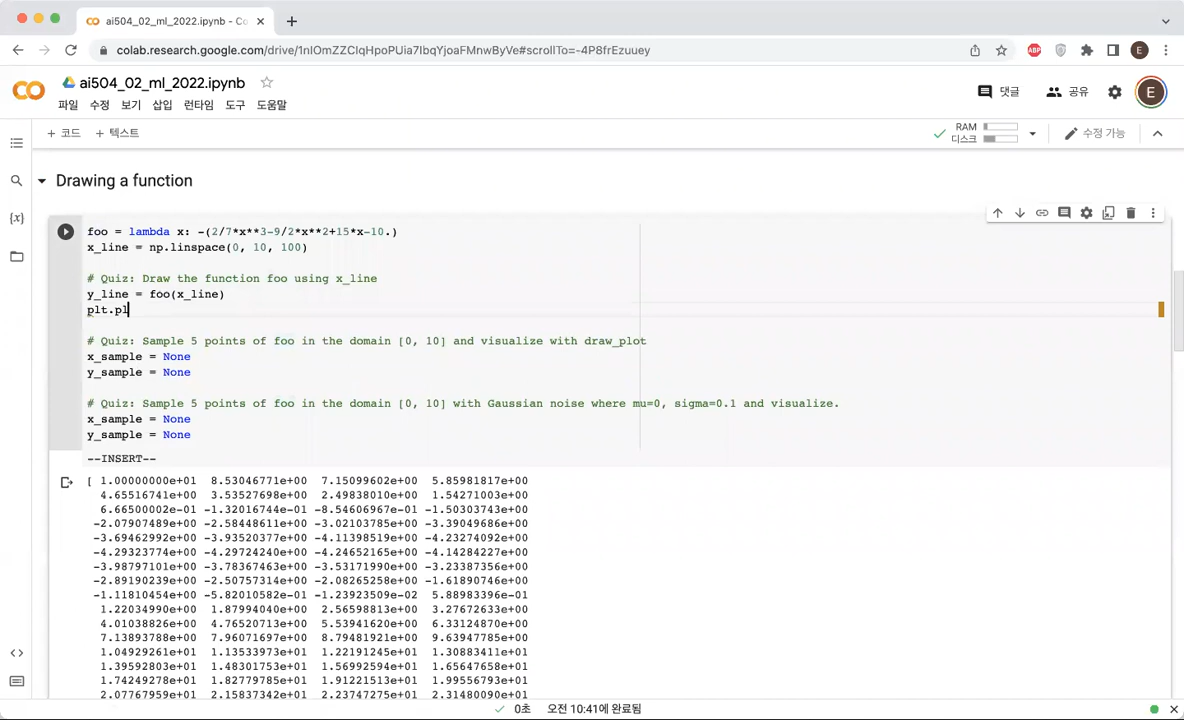 ai504_02_ml_2022.ipynb - Co
colab.research.google.com/drive/1nIOmZZCIqHpoPUia7IbqYjoaFMnwByVe#scrollTo=-4P8frEzuuey
ABP
E
ai504_02_ml_2022.ipynb
댓글
공유
E
파일 수정 보기 삽입 런타임 도구 도움말
+ 코드 + 텍스트
RAM
디스크
수정 가능
Drawing a function
{x}
foo = lambda x: -(2/7*x**3-9/2*x**2+15*x-10.)
x_line = np.linspace(0, 10, 100)
# Quiz: Draw the function foo using x_line
y_line = foo(x_line)
plt.pl
# Quiz: Sample 5 points of foo in the domain [0, 10] and visualize with draw_plot
x_sample = None
y_sample = None
# Quiz: Sample 5 points of foo in the domain [0, 10] with Gaussian noise where mu=0, sigma=0.1 and visualize.
x_sample = None
y_sample = None
--INSERT--
[ 1.00000000e+01 8.53046771e+00 7.15099602e+00 5.85981817e+00
4.65516741e+00 3.53527698e+00 2.49838010e+00 1.54271003e+00
6.66500002e-01 -1.32016744e-01 -8.54606967e-01 -1.50303743e+00
-2.07907489e+00 -2.58448611e+00 -3.02103785e+00 -3.39049686e+00
-3.69462992e+00 -3.93520377e+00 -4.11398519e+00 -4.23274092e+00
-4.29323774e+00 -4.29724240e+00 -4.24652165e+00 -4.14284227e+00
-3.98797101e+00 -3.78367463e+00 -3.53171990e+00 -3.23387356e+00
-2.89190239e+00 -2.50757314e+00 -2.08265258e+00 -1.61890746e+00
-1.11810454e+00 -5.82010582e-01 -1.23923509e-02 5.88983396e-01
1.22034990e+00 1.87994040e+00 2.56598813e+00 3.27672633e+00
4.01038826e+00 4.76520713e+00 5.53941620e+00 6.33124870e+00
7.13893788e+00 7.96071697e+00 8.79481921e+00 9.63947785e+00
1.04929261e+01 1.13533973e+01 1.22191245e+01 1.30883411e+01
1.39592803e+01 1.48301753e+01 1.56992594e+01 1.65647658e+01
1.74249278e+01 1.82779785e+01 1.91221513e+01 1.99556793e+01
2.07767959e+01 2.15837342e+01 2.23747275e+01 2.31480090e+01
0초 오전 10:41에 완료됨